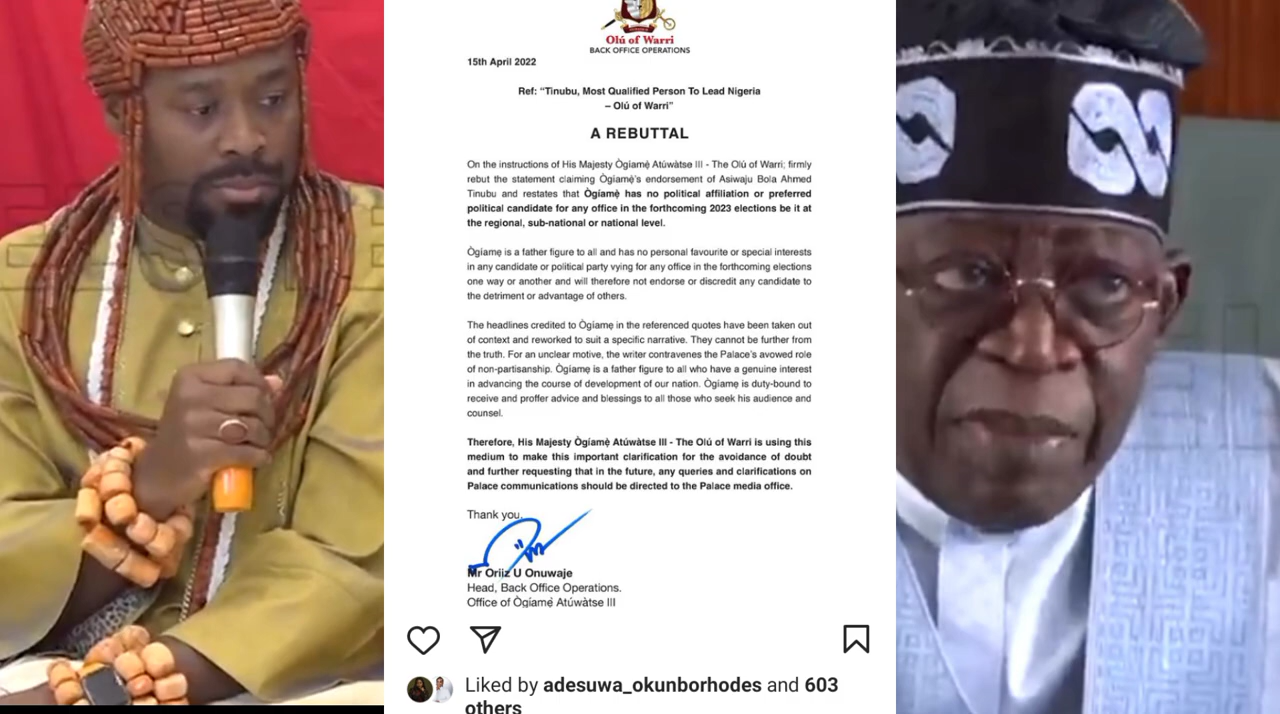 Olú of Warri
BACK OFFICE OPERATIONS
15th April 2022
Ref: “Tinubu, Most Qualified Person To Lead Nigeria
– Olú of Warri”
A REBUTTAL
On the instructions of His Majesty Ògíamẹ̀ Atúwàtse III - The Olú of Warri; firmly
rebut the statement claiming Ògíamẹ̀'s endorsement of Asiwaju Bola Ahmed
Tinubu and restates that Ògíamẹ̀ has no political affiliation or preferred
political candidate for any office in the forthcoming 2023 elections be it at
the regional, sub-national or national level.
Ògíamẹ̀ is a father figure to all and has no personal favourite or special interests
in any candidate or political party vying for any office in the forthcoming elections
one way or another and will therefore not endorse or discredit any candidate to
the detriment or advantage of others.
The headlines credited to Ògíamẹ̀ in the referenced quotes have been taken out
of context and reworked to suit a specific narrative. They cannot be further from
the truth. For an unclear motive, the writer contravenes the Palace's avowed role
of non-partisanship. Ògíamẹ̀ is a father figure to all who have a genuine interest
in advancing the course of development of our nation. Ògíamẹ̀ is duty-bound to
receive and proffer advice and blessings to all those who seek his audience and
counsel.
Therefore, His Majesty Ògíamẹ̀ Atúwàtse III - The Olú of Warri is using this
medium to make this important clarification for the avoidance of doubt
and further requesting that in the future, any queries and clarifications on
Palace communications should be directed to the Palace media office.
Thank you,
Mr Oriiz U Onuwaje
Head, Back Office Operations.
Office of Ògíamẹ̀ Atúwàtse III
Liked by adesuwa_okunborhodes and 603
others